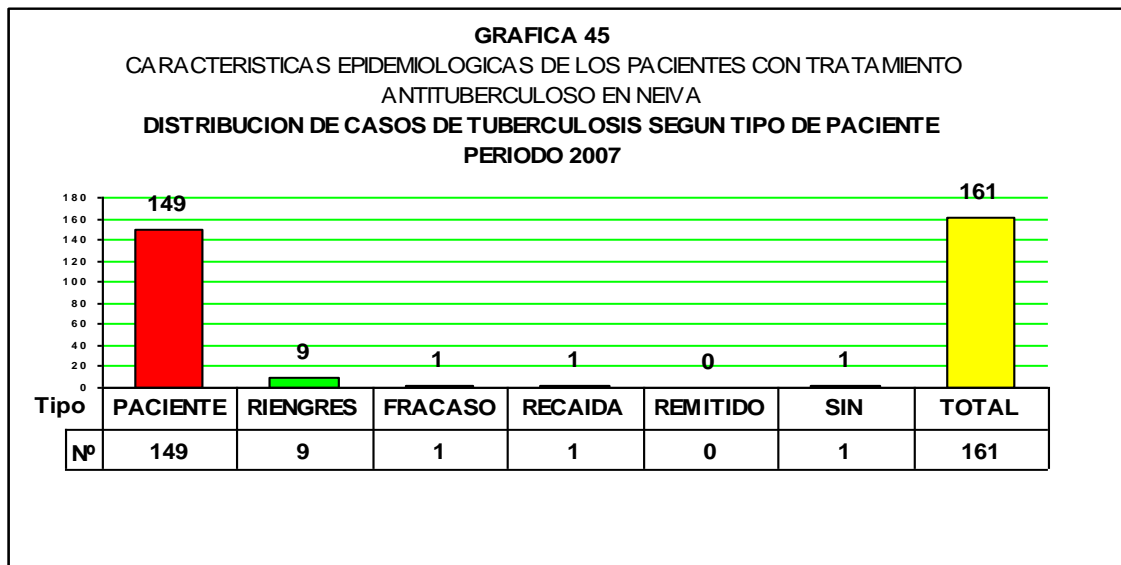 GRAFICA 45
CARACTERISTICAS EPIDEMIOLOGICAS DE LOS PACIENTES CON TRATAMIENTO
ANTITUBERCULOSO EN NEIVA
DISTRIBUCION DE CASOS DE TUBERCULOSIS SEGUN TIPO DE PACIENTE
PERIODO 2007
180
160
140
120
100
80
60
40
20
0
149 9 1 1 0 1 161
Tipo PACIENTE RIENGRES FRACASO RECAIDA REMITIDO SIN TOTAL
Nº 149 9 1 1 0 1 161